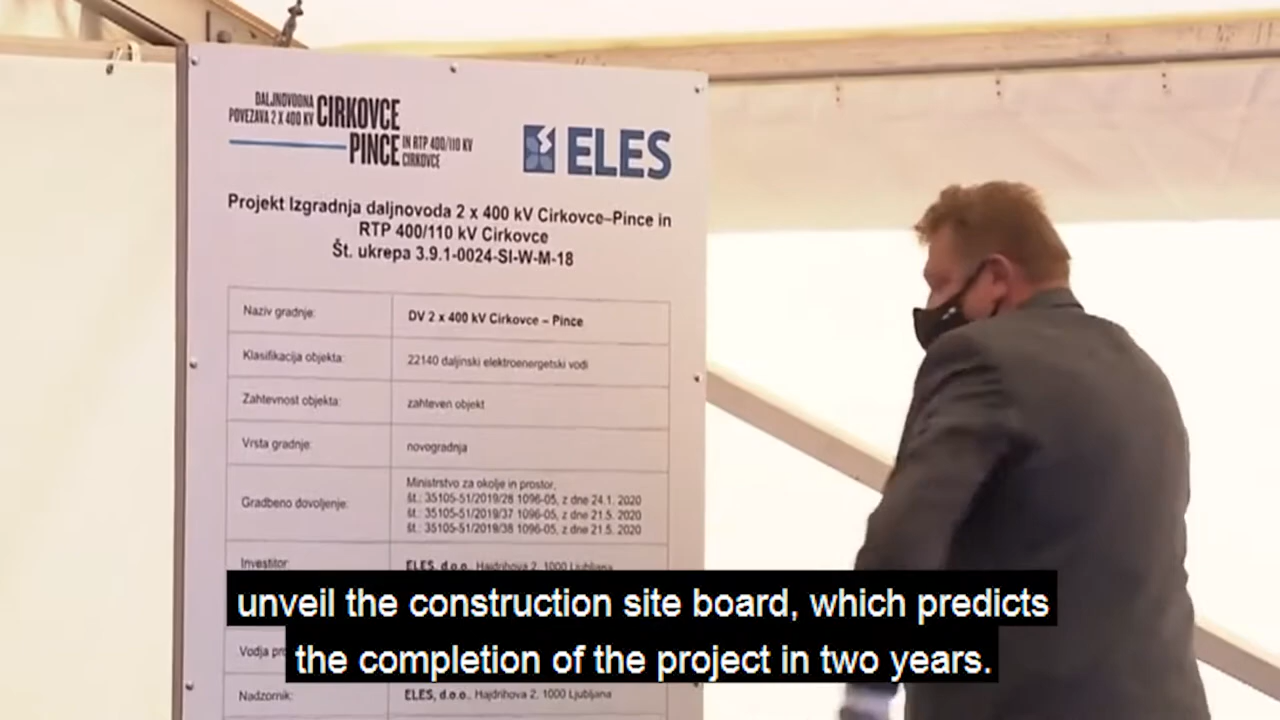 DALJNOVODNA
POVEZAVA 2 X 400 KV CIRKOVCE
PINCE IN RTP 400/110 KV
CIRKOVCE
ELES
Projekt Izgradnja daljnovoda 2 x 400 kV Cirkovce–Pince in
RTP 400/110 kV Cirkovce
Št. ukrepa 3.9.1-0024-SI-W-M-18
Naziv gradnje: DV 2 x 400 kV Cirkovce – Pince
Klasifikacija objekta: 22140 daljinski elektroenergetski vodi
Zahtevnost objekta: zahteven objekt
Vrsta gradnje: novogradnja
Gradbeno dovoljenje: Ministrstvo za okolje in prostor,
št.: 35105-51/2019/28 1096-05, z dne 24.1. 2020
št.: 35105-51/2019/37 1096-05, z dne 21.5. 2020
št.: 35105-51/2019/38 1096-05, z dne 21.5. 2020
Investitor: ELES, d.o.o., Hajdrihova 2, 1000 Ljubljana
unveil the construction site board, which predicts
Vodja
the completion of the project in two years.
Nadzornik: ELES, d.o.o., Hajdrihova 2, 1000 Ljubljana